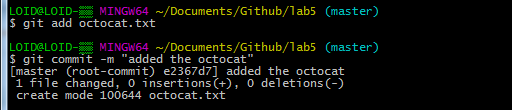 LOID@LOID-▒▒ MINGW64 ~/Documents/Github/lab5 (master)
$ git add octocat.txt
LOID@LOID-▒▒ MINGW64 ~/Documents/Github/lab5 (master)
$ git commit -m "added the octocat"
[master (root-commit) e2367d7] added the octocat
 1 file changed, 0 insertions(+), 0 deletions(-)
 create mode 100644 octocat.txt